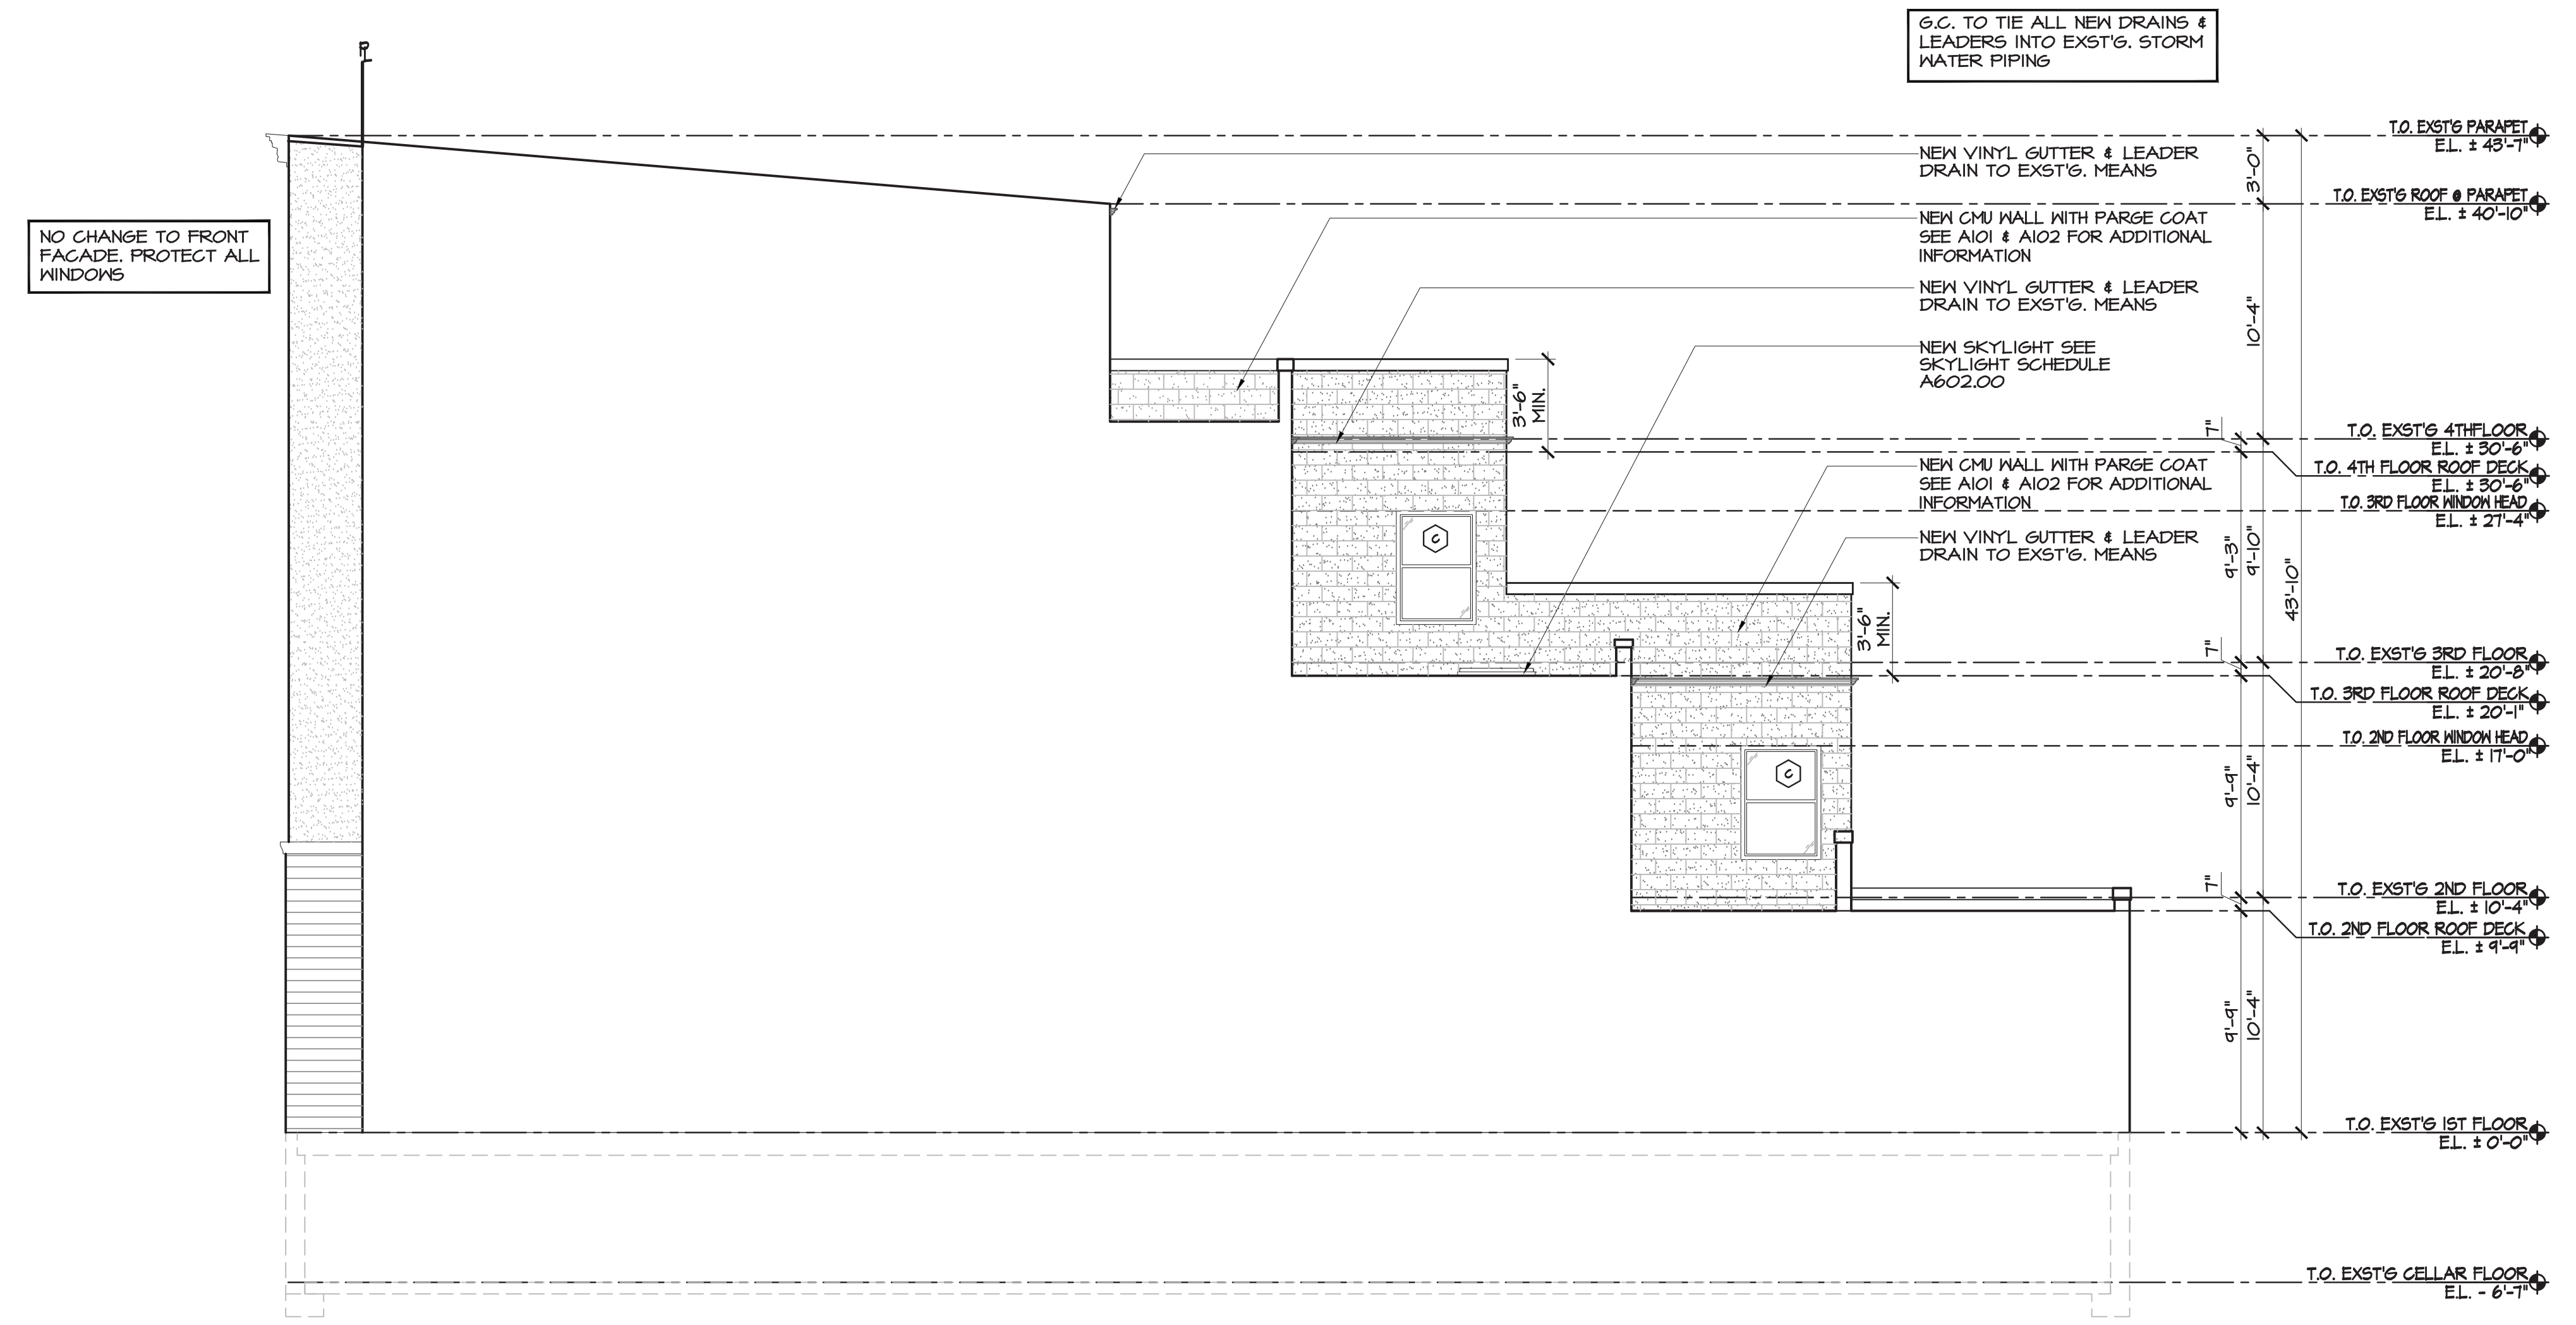 G.C. TO TIE ALL NEW DRAINS &
LEADERS INTO EXST'G. STORM
WATER PIPING
PL
NO CHANGE TO FRONT
FACADE. PROTECT ALL
WINDOWS
NEW VINYL GUTTER & LEADER
DRAIN TO EXST'G. MEANS
NEW CMU WALL WITH PARGE COAT
SEE A101 & A102 FOR ADDITIONAL
INFORMATION
NEW VINYL GUTTER & LEADER
DRAIN TO EXST'G. MEANS
NEW SKYLIGHT SEE
SKYLIGHT SCHEDULE
A602.00
NEW CMU WALL WITH PARGE COAT
SEE A101 & A102 FOR ADDITIONAL
INFORMATION
NEW VINYL GUTTER & LEADER
DRAIN TO EXST'G. MEANS
3'-6"
MIN.
3'-6"
MIN.
C
C
3'-0"
10'-4"
7"
9'-3"
9'-10"
43'-10"
7"
9'-9"
10'-4"
7"
9'-9"
10'-4"
T.O. EXST'G PARAPET
E.L. ± 43'-7"
T.O. EXST'G ROOF @ PARAPET
E.L. ± 40'-10"
T.O. EXST'G 4THFLOOR
E.L. ± 30'-6"
T.O. 4TH FLOOR ROOF DECK
E.L. ± 30'-6"
T.O. 3RD FLOOR WINDOW HEAD
E.L. ± 27'-4"
T.O. EXST'G 3RD FLOOR
E.L. ± 20'-8"
T.O. 3RD FLOOR ROOF DECK
E.L. ± 20'-1"
T.O. 2ND FLOOR WINDOW HEAD
E.L. ± 17'-0"
T.O. EXST'G 2ND FLOOR
E.L. ± 10'-4"
T.O. 2ND FLOOR ROOF DECK
E.L. ± 9'-9"
T.O. EXST'G 1ST FLOOR
E.L. ± 0'-0"
T.O. EXST'G CELLAR FLOOR
E.L. - 6'-7"